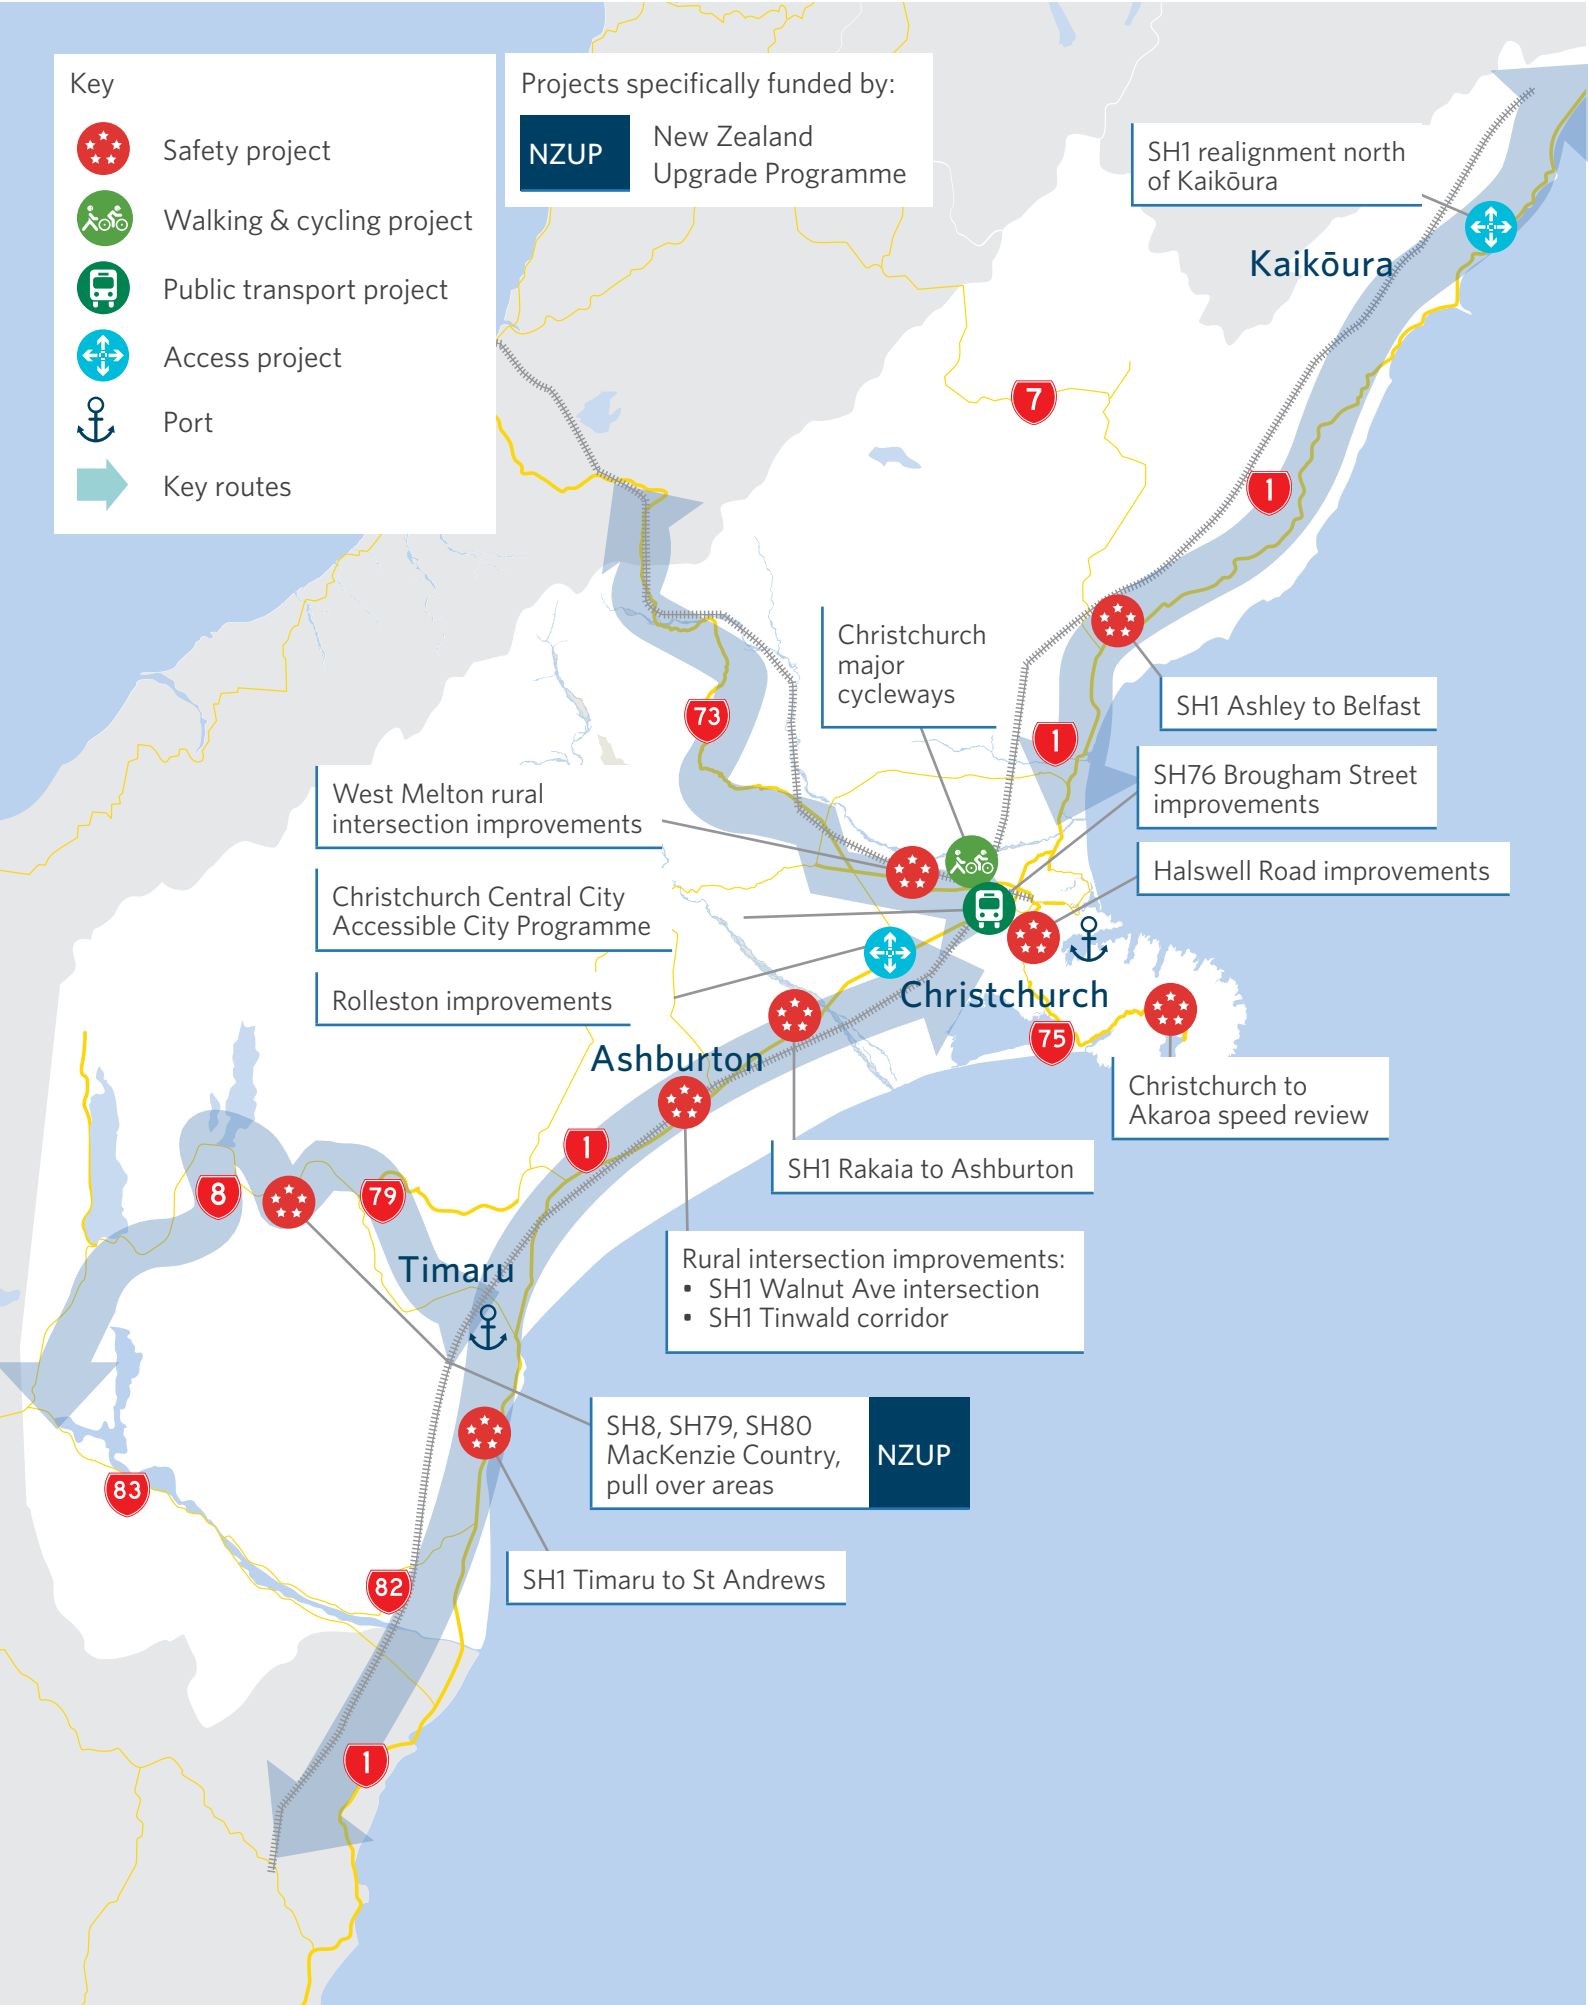 Key
Safety project
Walking & cycling project
Public transport project
Access project
Port
Key routes
Projects specifically funded by:
NZUP
New Zealand
Upgrade Programme
SH1 realignment north
of Kaikōura
Kaikōura
7
1
Christchurch
major
cycleways
73
1
SH1 Ashley to Belfast
SH76 Brougham Street
improvements
West Melton rural
intersection improvements
Halswell Road improvements
Christchurch Central City
Accessible City Programme
Rolleston improvements
Christchurch
75
Ashburton
Christchurch to
Akaroa speed review
1
SH1 Rakaia to Ashburton
8
79
Timaru
Rural intersection improvements:
• SH1 Walnut Ave intersection
• SH1 Tinwald corridor
SH8, SH79, SH80
MacKenzie Country,
pull over areas
NZUP
83
82
SH1 Timaru to St Andrews
1